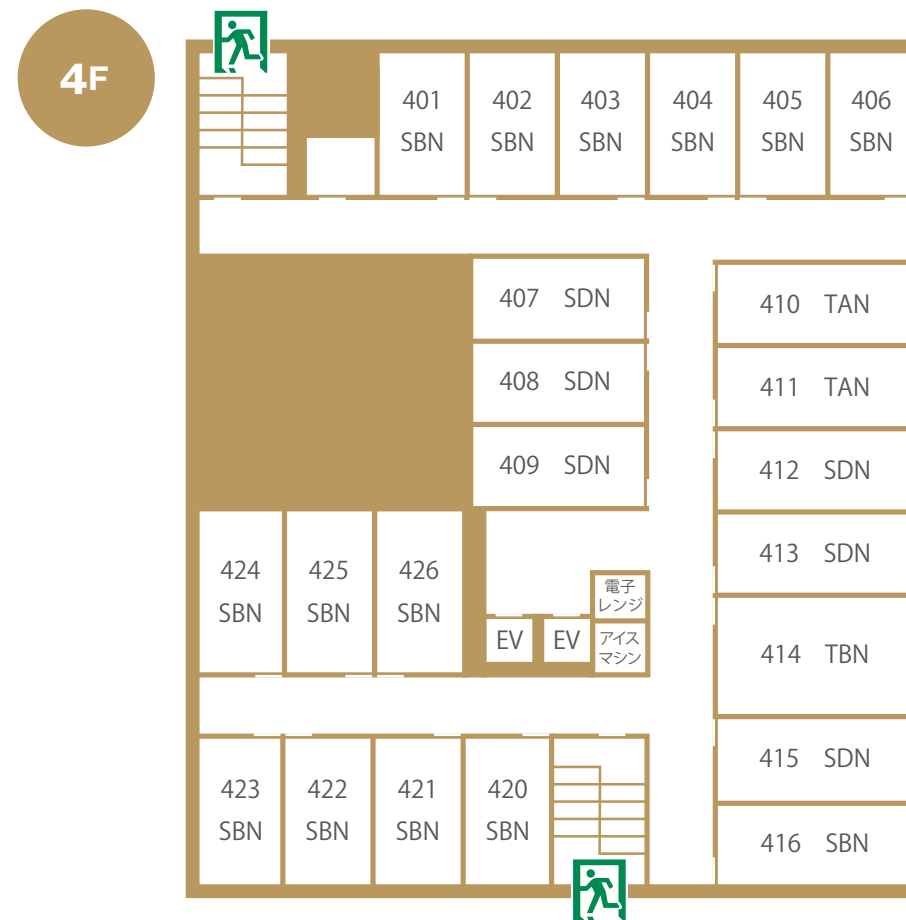 4F
401
SBN
402
SBN
403
SBN
404
SBN
405
SBN
406
SBN
407 SDN
408 SDN
409 SDN
410 TAN
411 TAN
412 SDN
413 SDN
414 TBN
415 SDN
416 SBN
424
SBN
425
SBN
426
SBN
EV
EV
電子
レンジ
アイス
マシン
423
SBN
422
SBN
421
SBN
420
SBN